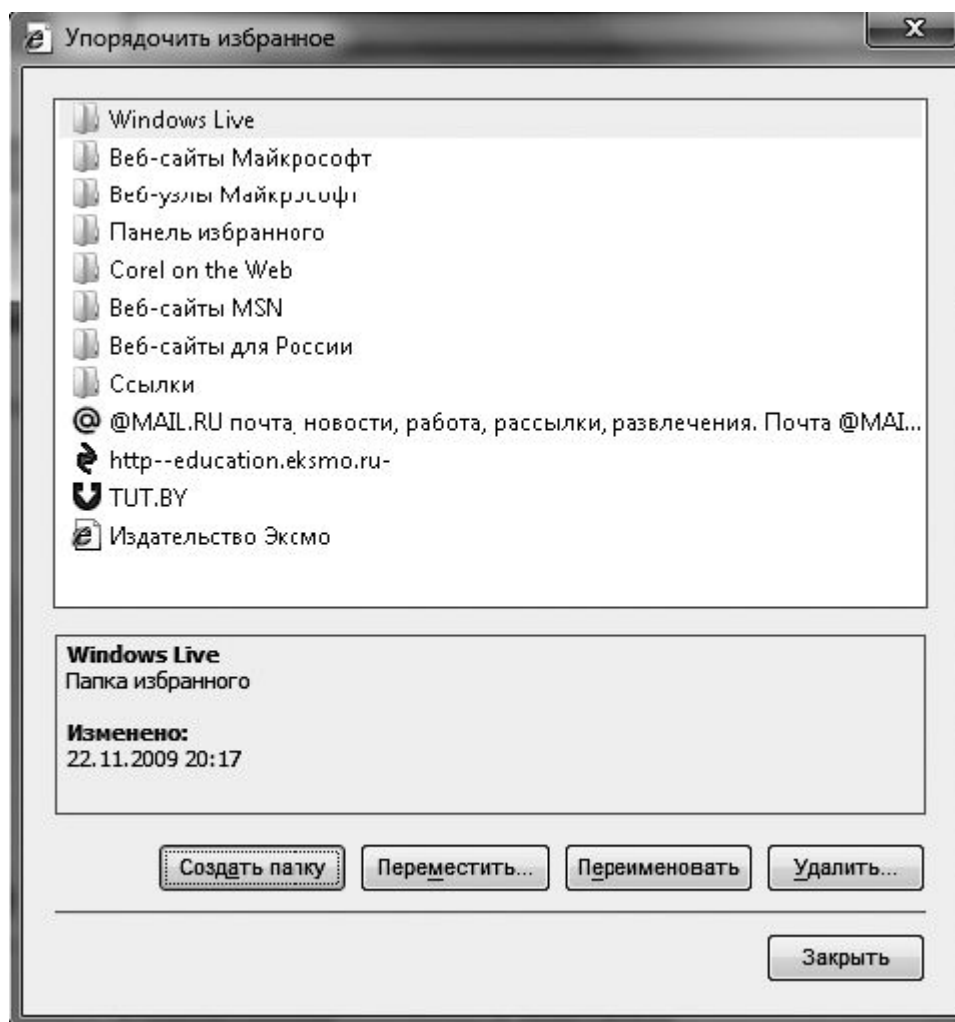 Упорядочить избранное
Windows Live
Веб-сайты Майкрософт
Веб-узлы Майкрософт
Панель избранного
Corel on the Web
Веб-сайты MSN
Веб-сайты для России
Ссылки
@MAIL.RU почта, новости, работа, рассылки, развлечения. Почта @MAI...
http--education.eksmo.ru-
TUT.BY
Издательство Эксмо
Windows Live
Папка избранного
Изменено:
22.11.2009 20:17
Создать папку Переместить... Переименовать Удалить...
Закрыть